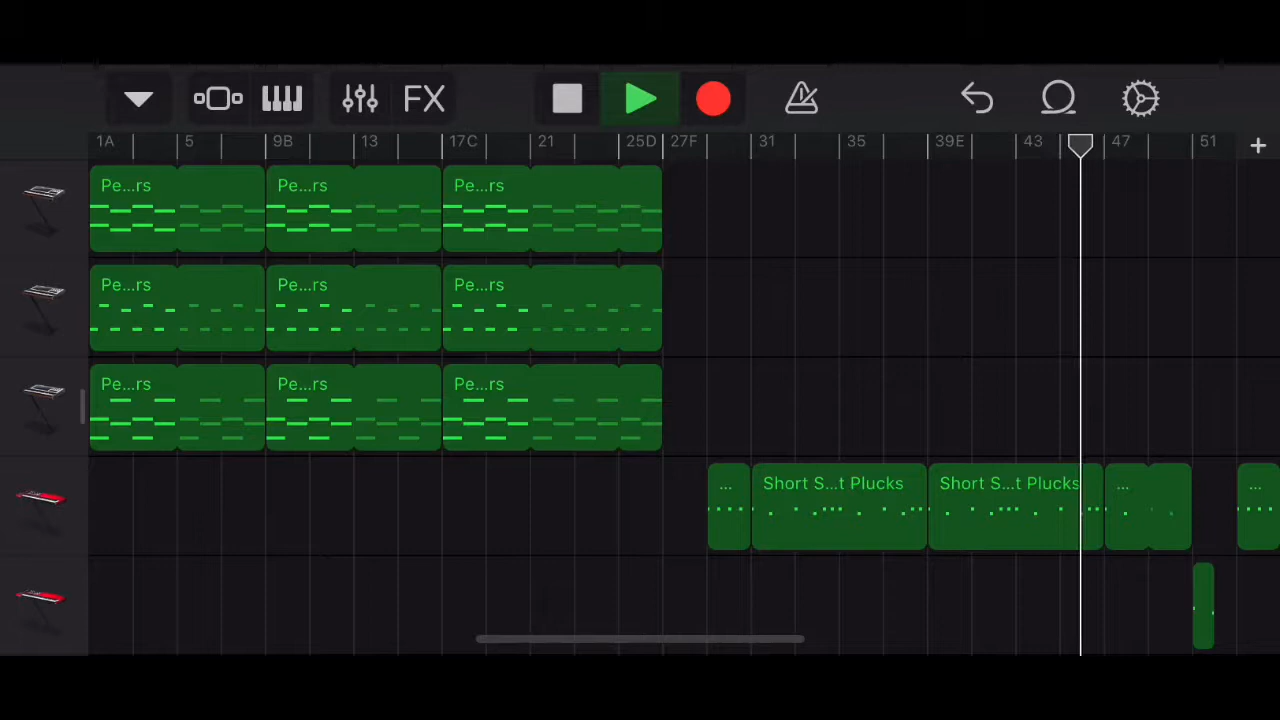 FX
1A 5 9B 13 17C 21 25D 27F 31 35 39E 43 47 51 +
Pe...rs Pe...rs Pe...rs
Pe...rs Pe...rs Pe...rs
Pe...rs Pe...rs Pe...rs
... Short S...t Plucks Short S...t Plucks ... ...